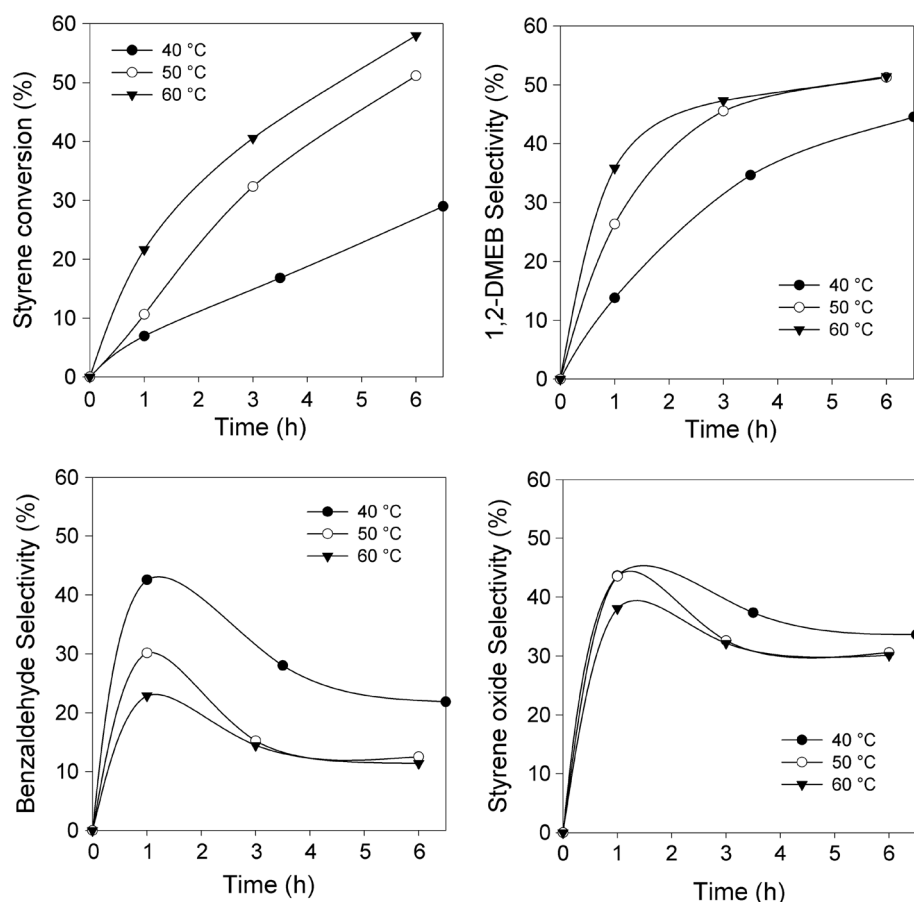 Styrene conversion (%)
60
50
40
30
20
10
0
40 °C
50 °C
60 °C
0 1 2 3 4 5 6
Time (h)
1,2-DMEB Selectivity (%)
60
50
40
30
20
10
0
40 °C
50 °C
60 °C
0 1 2 3 4 5 6
Time (h)
Benzaldehyde Selectivity (%)
60
50
40
30
20
10
0
40 °C
50 °C
60 °C
0 1 2 3 4 5 6
Time (h)
Styrene oxide Selectivity (%)
60
50
40
30
20
10
0
40 °C
50 °C
60 °C
0 1 2 3 4 5 6
Time (h)